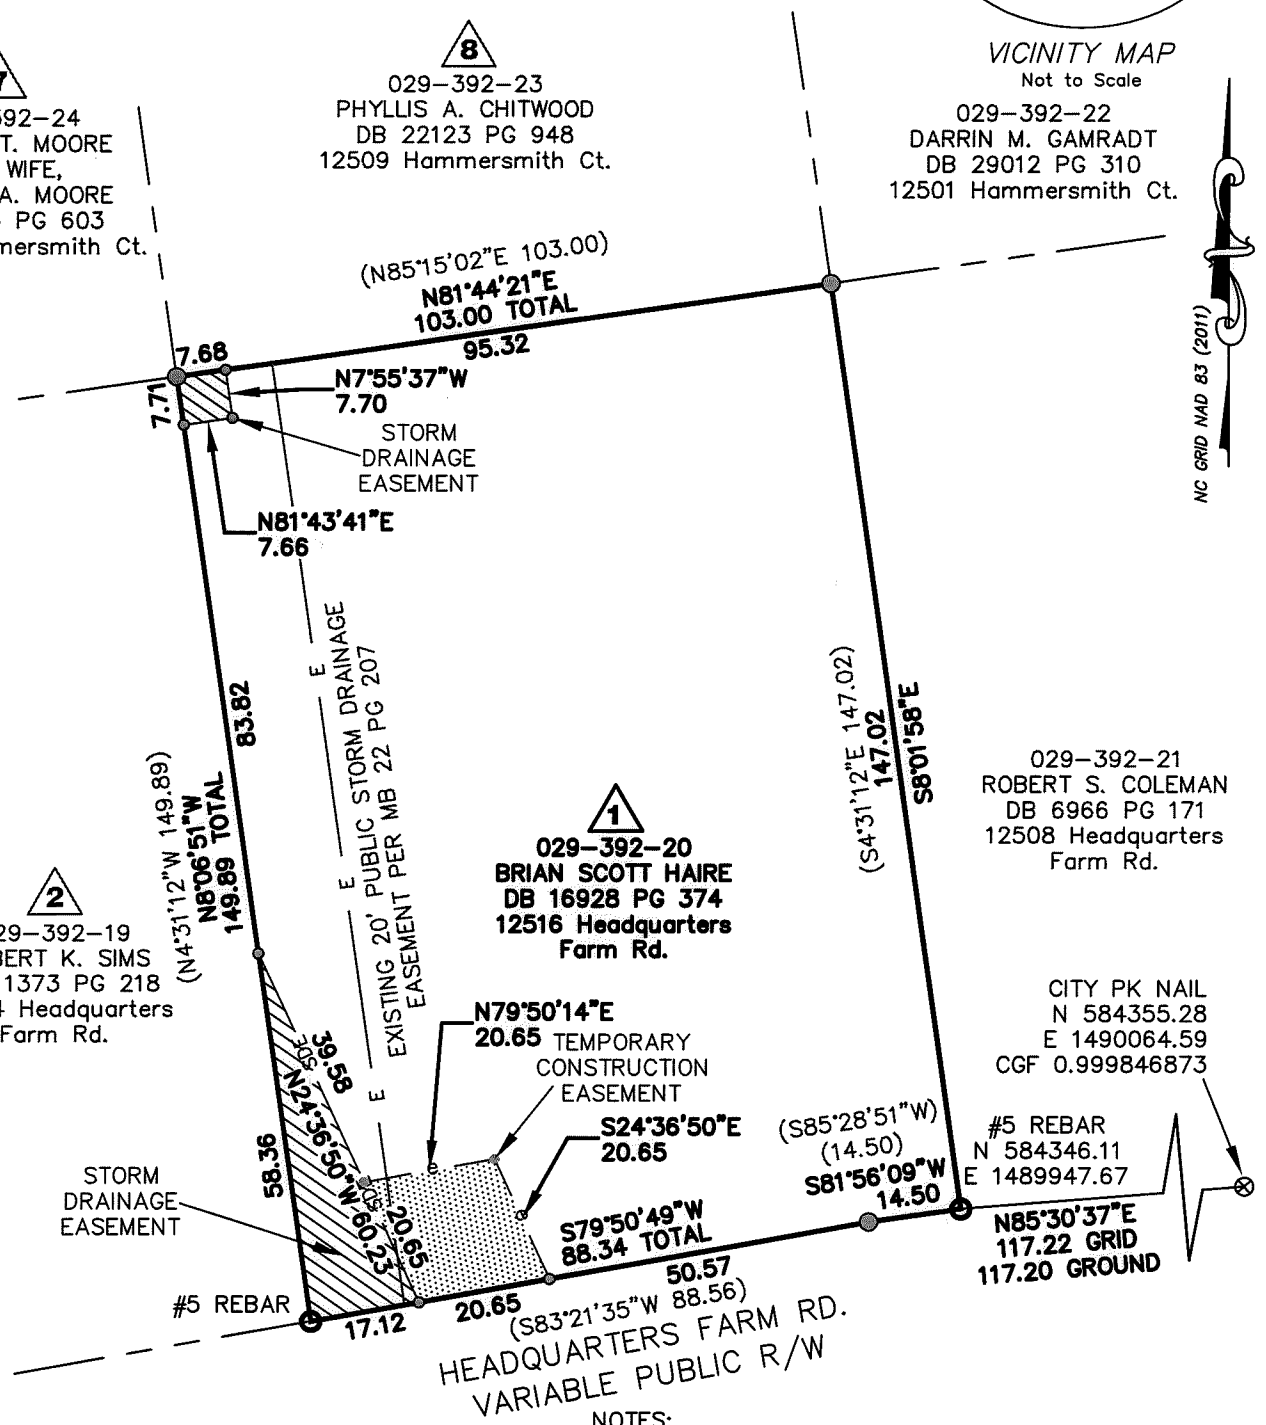 VICINITY MAP
Not to Scale
8
029-392-23
PHYLLIS A. CHITWOOD
DB 22123 PG 948
12509 Hammersmith Ct.
T. MOORE
WIFE,
A. MOORE
PG 603
Ct.
029-392-22
DARRIN M. GAMRADT
DB 29012 PG 310
12501 Hammersmith Ct.
NC GRID NAD 83 (2011)
(N85°15'02"E 103.00)
N81°44'21"E
103.00 TOTAL
95.32
7.68
7.71
N7°55'37"W
7.70
STORM
DRAINAGE
EASEMENT
N81°43'41"E
7.66
E
E
E
EXISTING 20' PUBLIC STORM DRAINAGE
EASEMENT PER MB 22 PG 207
83.82
(N4°31'12"W 149.89)
N8°06'51"W
149.89 TOTAL
(S4°31'12"E 147.02)
147.02
S8°01'58"E
029-392-21
ROBERT S. COLEMAN
DB 6966 PG 171
12508 Headquarters
Farm Rd.
1
029-392-20
BRIAN SCOTT HAIRE
DB 16928 PG 374
12516 Headquarters
Farm Rd.
2
29-392-19
BERT K. SIMS
1373 PG 218
4 Headquarters
Farm Rd.
CITY PK NAIL
N 584355.28
E 1490064.59
CGF 0.999846873
N79°50'14"E
20.65
TEMPORARY
CONSTRUCTION
EASEMENT
S24°36'50"E
20.65
39.58
SDE
N24°36'50"W 60.23
SDE
20.65
58.36
STORM
DRAINAGE
EASEMENT
(S85°28'51"W)
(14.50)
S81°56'09"W
14.50
#5 REBAR
N 584346.11
E 1489947.67
N85°30'37"E
117.22 GRID
117.20 GROUND
S79°50'49"W
88.34 TOTAL
50.57
20.65
17.12
(S83°21'35"W 88.56)
#5 REBAR
HEADQUARTERS FARM RD.
VARIABLE PUBLIC R/W
NOTES: